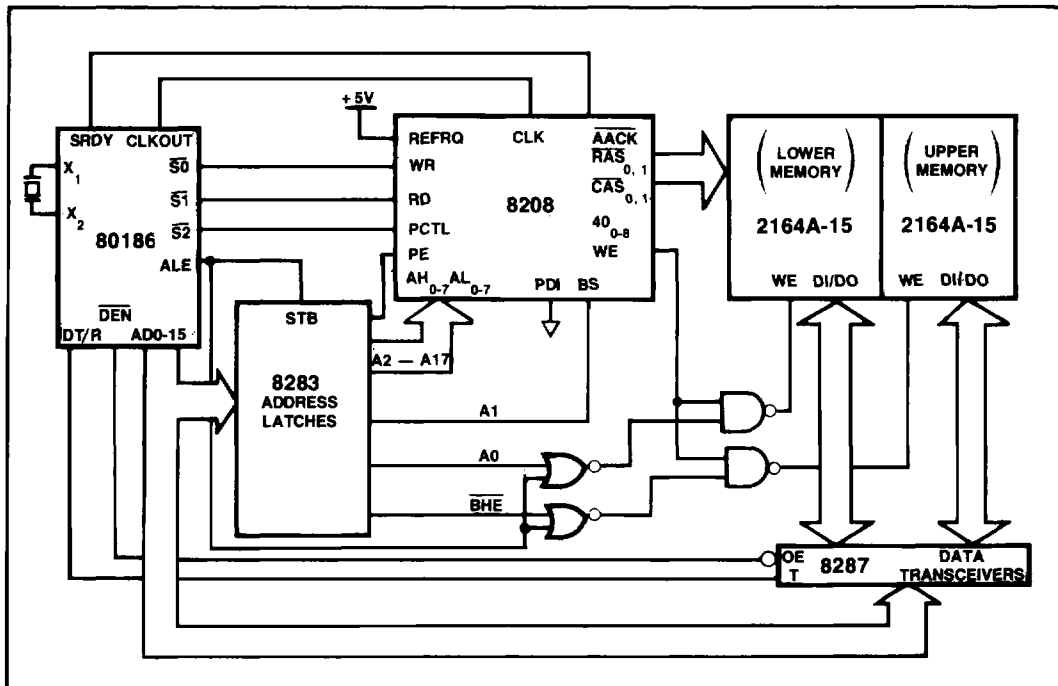 +5V
SRDY CLKOUT
X1
X2
80186
S0
S1
S2
ALE
DEN
DT/R AD0-15
REFRQ
WR
RD
PCTL
PE
AH0-7 AL0-7
CLK
8208
AACK
RAS0, 1
CAS0, 1
400-8
WE
PDI BS
STB
8283
ADDRESS
LATCHES
A2 — A17
A1
A0
BHE
(LOWER
MEMORY)
2164A-15
WE DI/DO
(UPPER
MEMORY)
2164A-15
WE DI/DO
OE
T
8287
DATA
TRANSCEIVERS